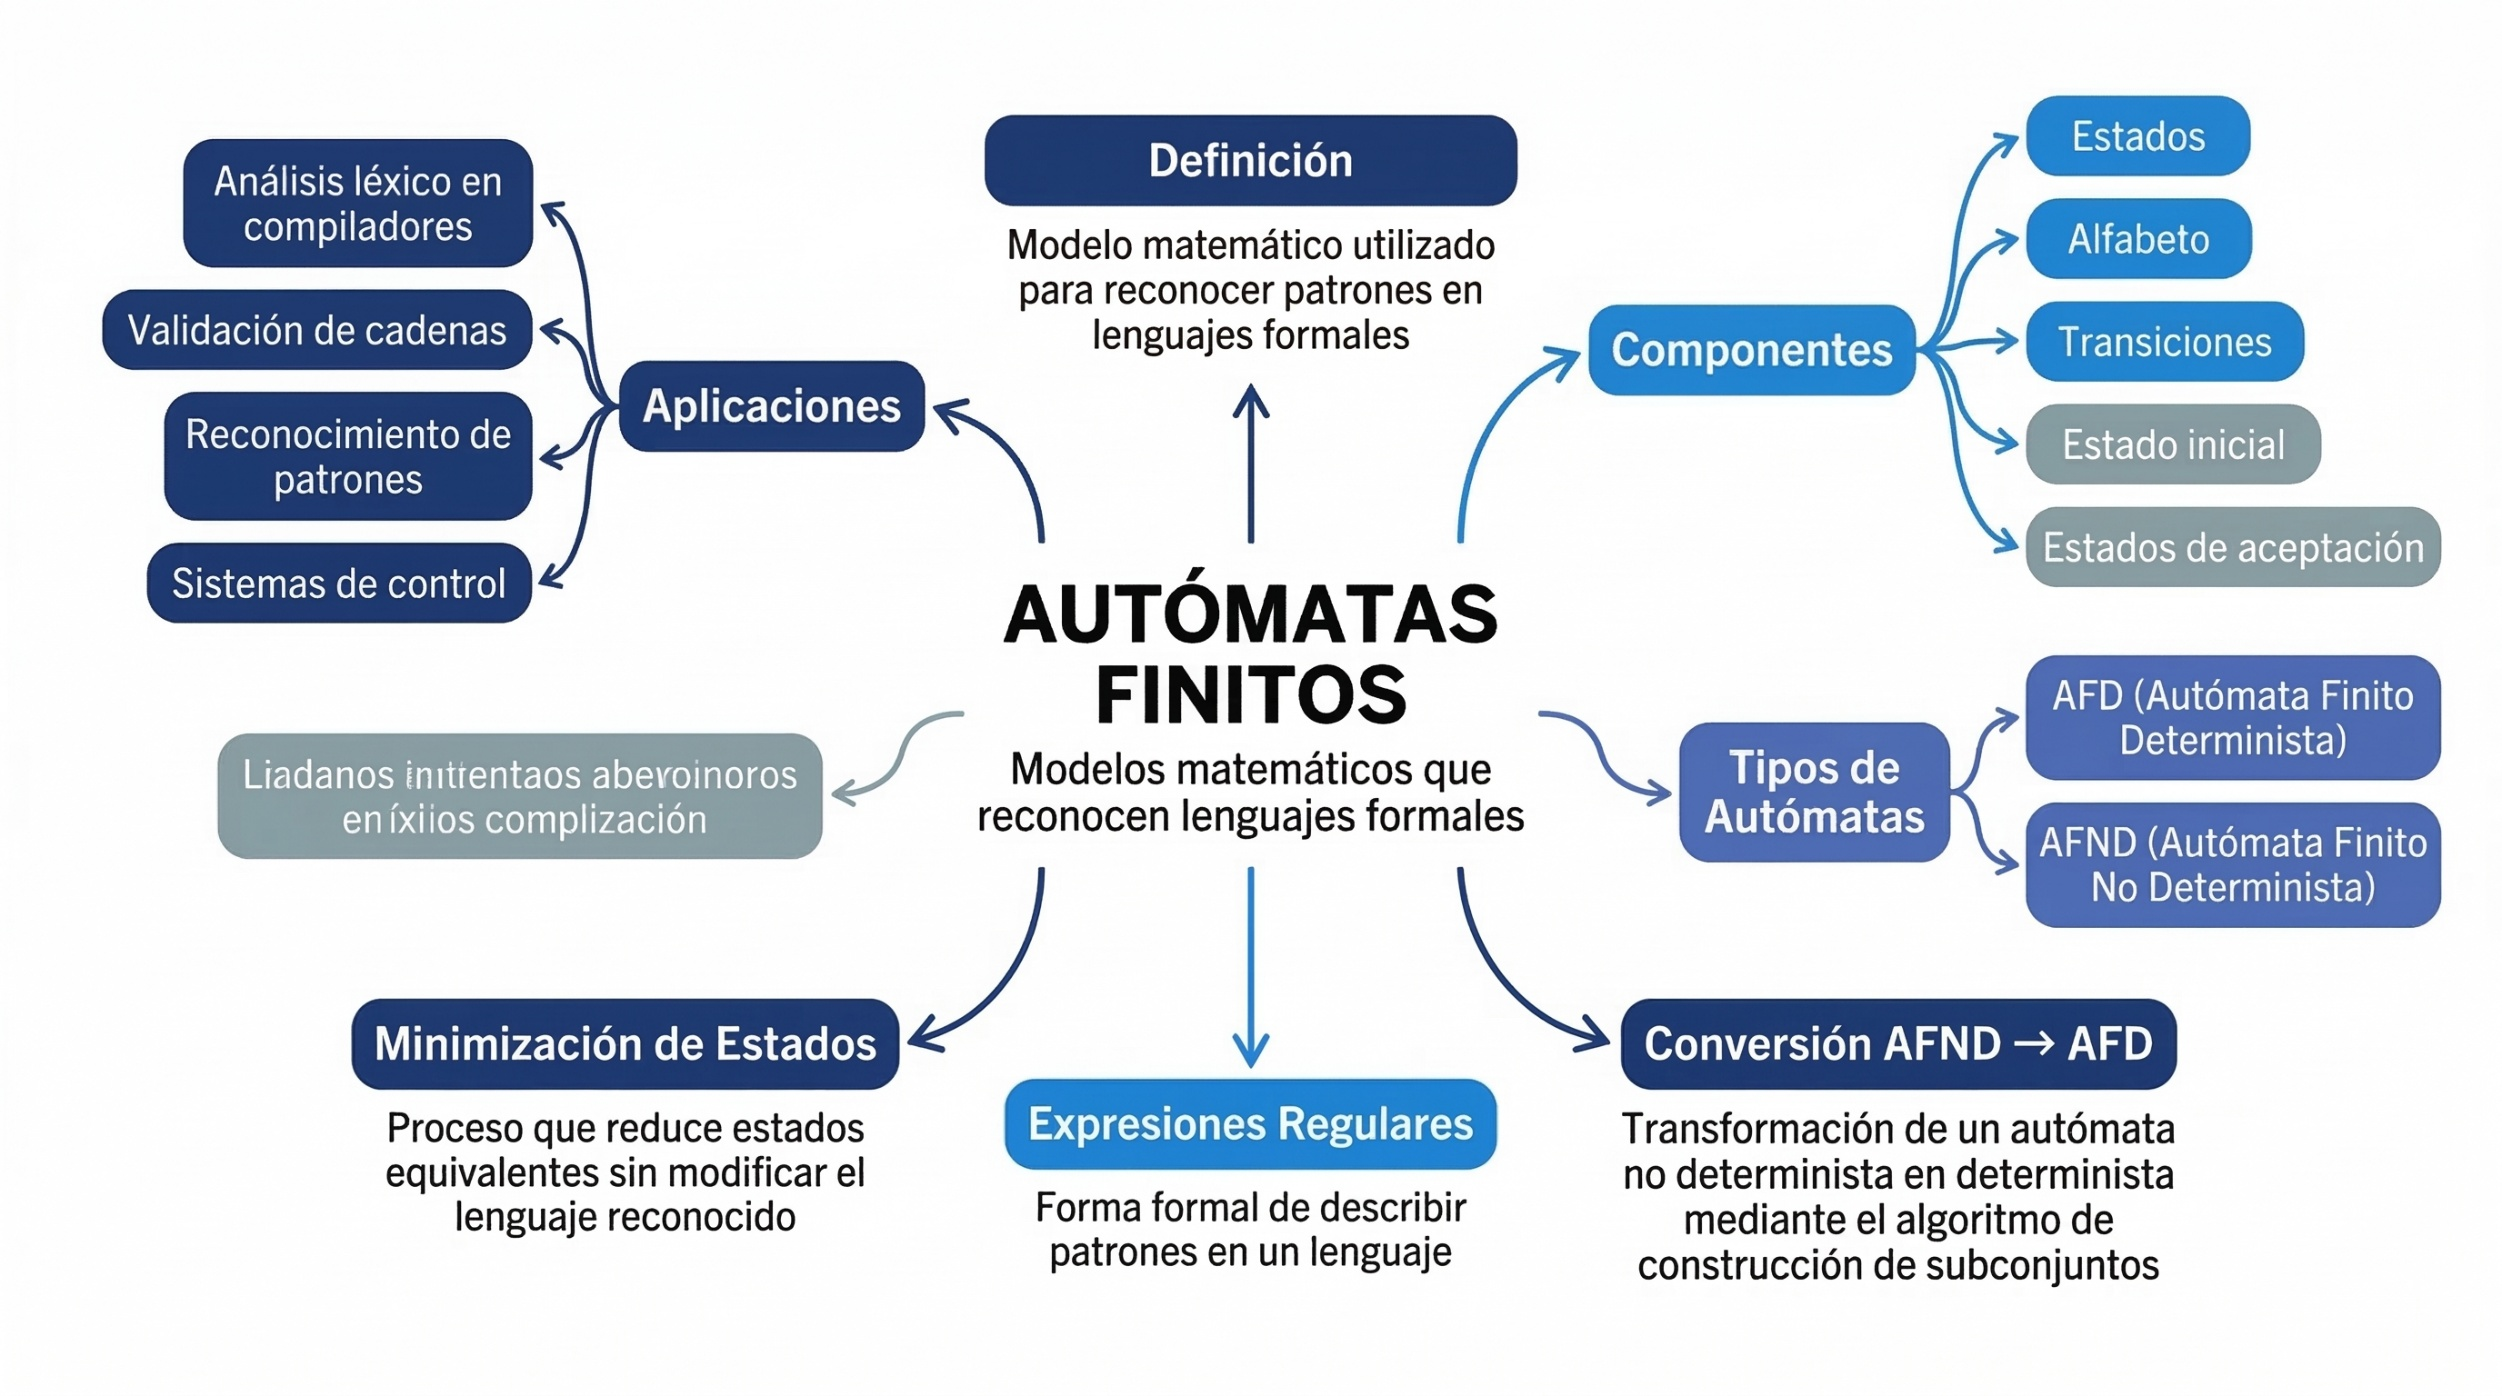 Definición
Modelo matemático utilizado
para reconocer patrones en
lenguajes formales
Análisis léxico en
compiladores
Validación de cadenas
Reconocimiento de
patrones
Sistemas de control
Aplicaciones
Componentes
Estados
Alfabeto
Transiciones
Estado inicial
Estados de aceptación
AUTÓMATAS
FINITOS
Modelos matemáticos que
reconocen lenguajes formales
Liadanos
complización
Tipos de
Autómatas
AFD (Autómata Finito
Determinista)
AFND (Autómata Finito
No Determinista)
Minimización de Estados
Proceso que reduce estados
equivalentes sin modificar el
lenguaje reconocido
Expresiones Regulares
Forma formal de describir
patrones en un lenguaje
Conversión AFND → AFD
Transformación de un autómata
no determinista en determinista
mediante el algoritmo de
construcción de subconjuntos